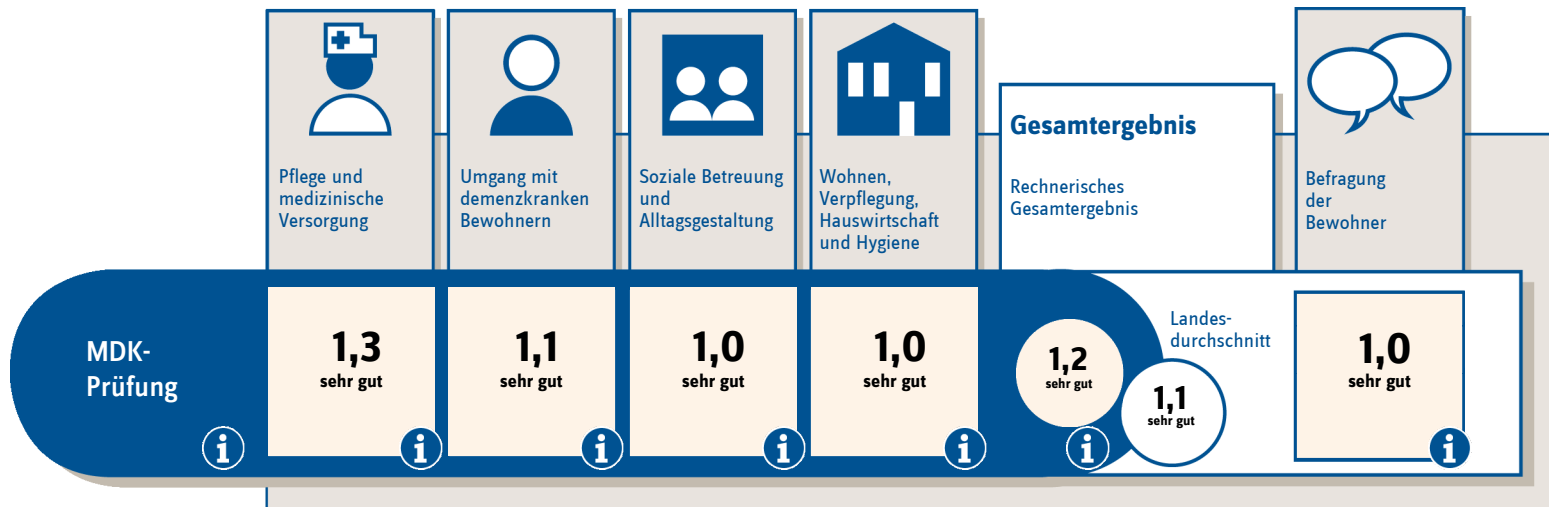 Pflege und
medizinische
Versorgung
Umgang mit
demenzkranken
Bewohnern
Soziale Betreuung
und
Alltagsgestaltung
Wohnen,
Verpflegung,
Hauswirtschaft
und Hygiene
Gesamtergebnis
Rechnerisches
Gesamtergebnis
Befragung
der
Bewohner
MDK-
Prüfung
i
1,3
sehr gut
i
1,1
sehr gut
i
1,0
sehr gut
i
1,0
sehr gut
i
1,2
sehr gut
i
Landes-
durchschnitt
1,1
sehr gut
1,0
sehr gut
i